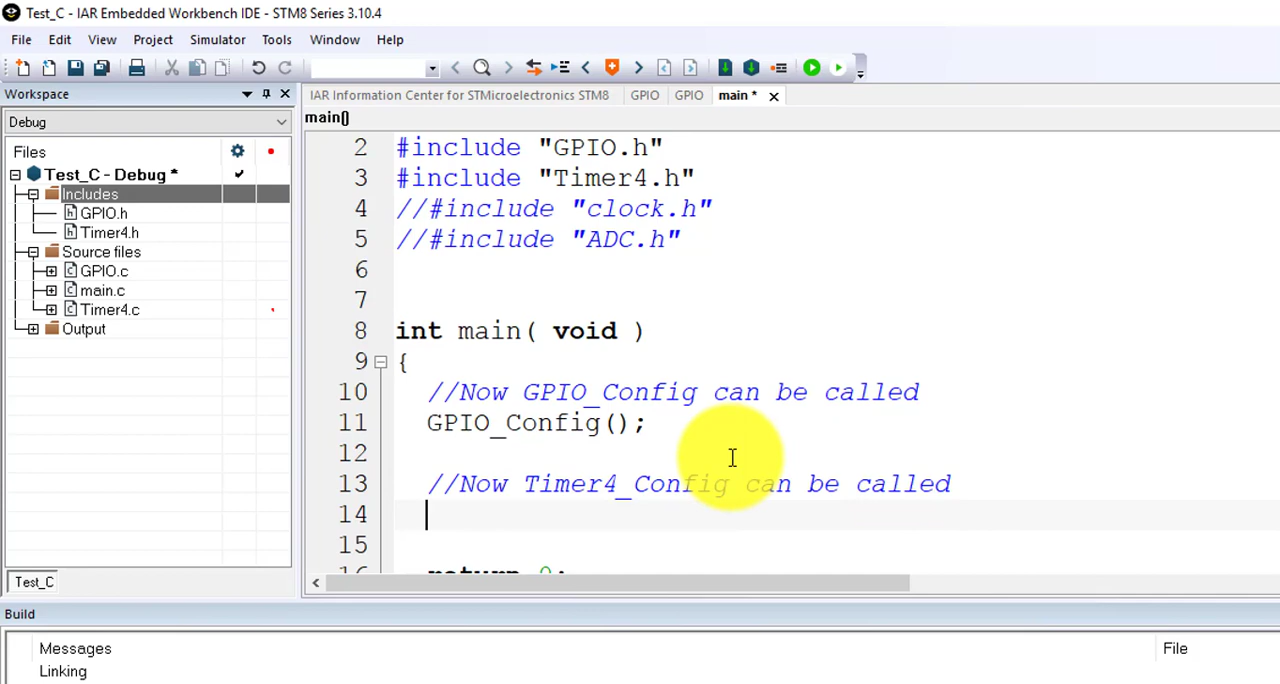 Test_C - IAR Embedded Workbench IDE - STM8 Series 3.10.4
File Edit View Project Simulator Tools Window Help
Workspace
IAR Information Center for STMicroelectronics STM8 GPIO GPIO main *
Debug
main()
Files
Test_C - Debug *
Includes
GPIO.h
Timer4.h
Source files
GPIO.c
main.c
Timer4.c
Output
2 #include "GPIO.h"
3 #include "Timer4.h"
4 //#include "clock.h"
5 //#include "ADC.h"
6
7
8 int main( void )
9 {
10 //Now GPIO_Config can be called
11 GPIO_Config();
12
13 //Now Timer4_Config can be called
14
15
16 return 0;
Test_C
Build
Messages File
Linking